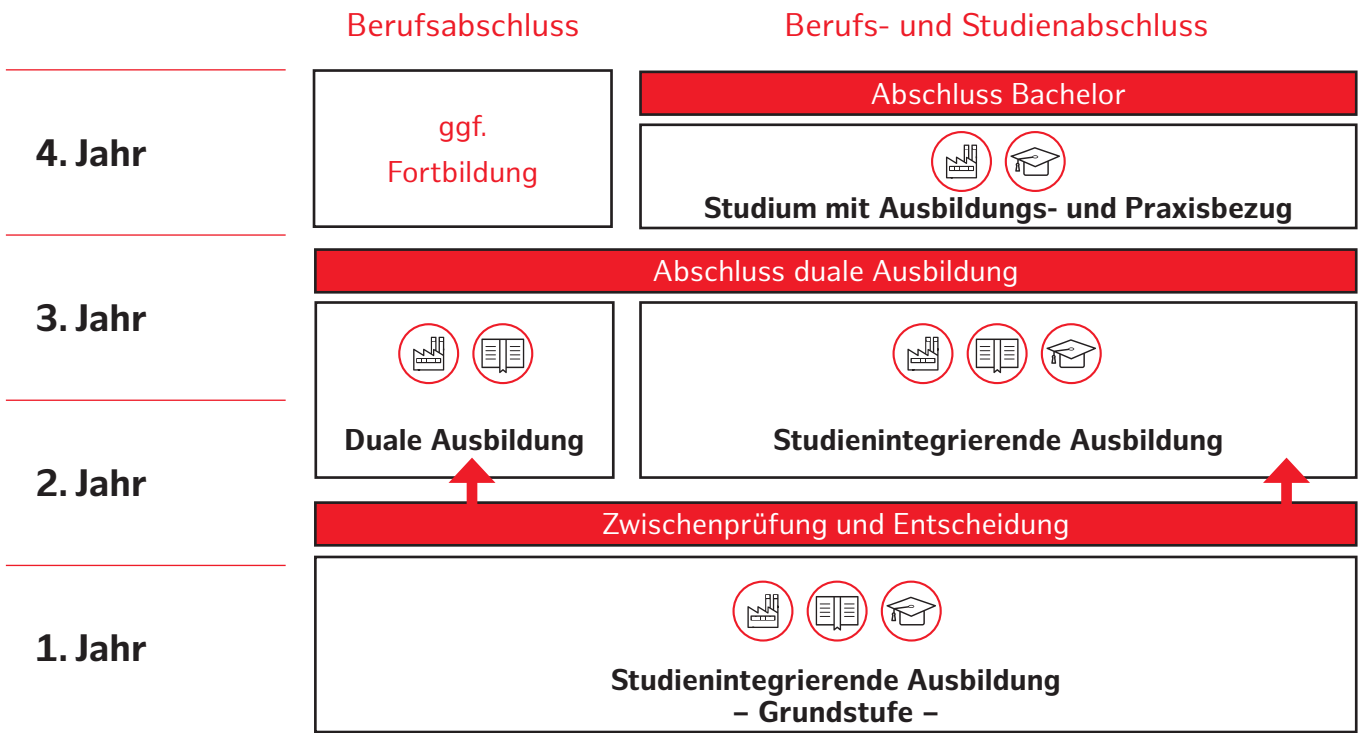 Berufsabschluss
Berufs- und Studienabschluss
4. Jahr
ggf.
Fortbildung
Abschluss Bachelor
Studium mit Ausbildungs- und Praxisbezug
Abschluss duale Ausbildung
3. Jahr
Duale Ausbildung
Studienintegrierende Ausbildung
2. Jahr
Zwischenprüfung und Entscheidung
1. Jahr
Studienintegrierende Ausbildung
– Grundstufe –